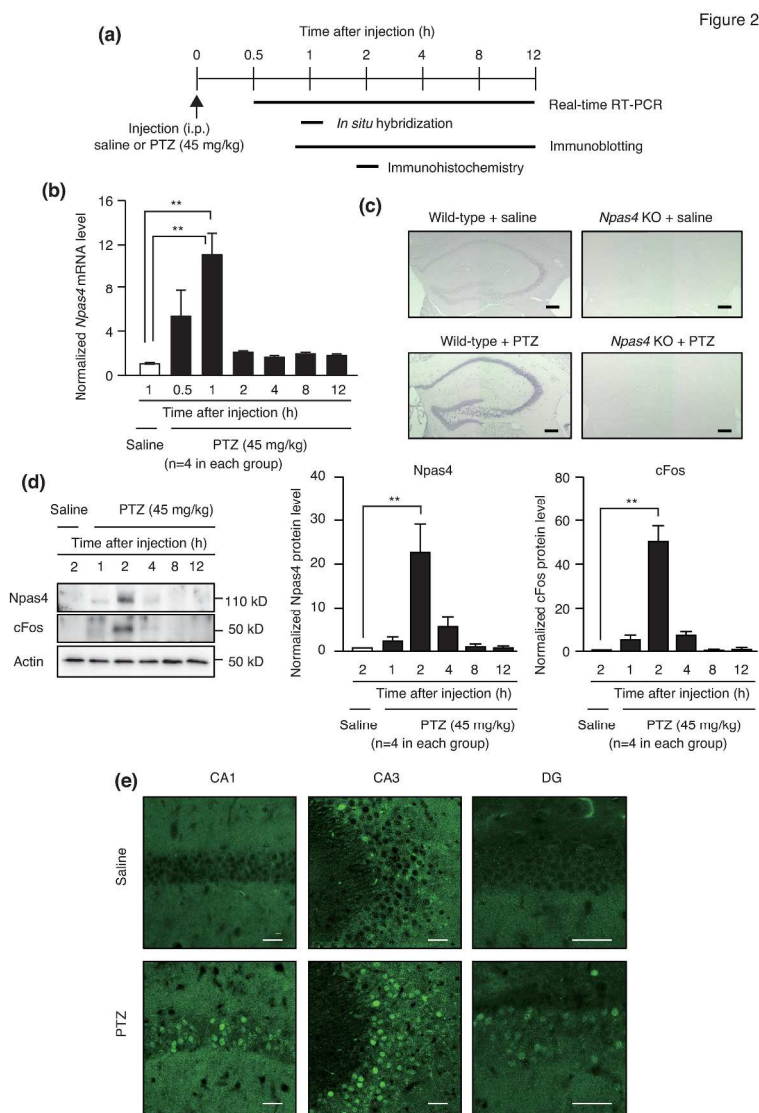 Figure 2
(a)
Time after injection (h)
0 0.5 1 2 4 8 12
Real-time RT-PCR
In situ hybridization
Injection (i.p.)
saline or PTZ (45 mg/kg)
Immunoblotting
Immunohistochemistry
(b)
Normalized Npas4 mRNA level
16
12
8
4
0
**
**
1 0.5 1 2 4 8 12
Time after injection (h)
Saline PTZ (45 mg/kg)
(n=4 in each group)
(c)
Wild-type + saline Npas4 KO + saline
Wild-type + PTZ Npas4 KO + PTZ
(d)
Saline PTZ (45 mg/kg)
Time after injection (h)
2 1 2 4 8 12
Npas4 110 kD
cFos 50 kD
Actin 50 kD
Npas4
Normalized Npas4 protein level
40
30
20
10
0
**
2 1 2 4 8 12
Time after injection (h)
Saline PTZ (45 mg/kg)
(n=4 in each group)
cFos
Normalized cFos protein level
80
60
40
20
0
**
2 1 2 4 8 12
Time after injection (h)
Saline PTZ (45 mg/kg)
(n=4 in each group)
(e)
CA1 CA3 DG
Saline
PTZ